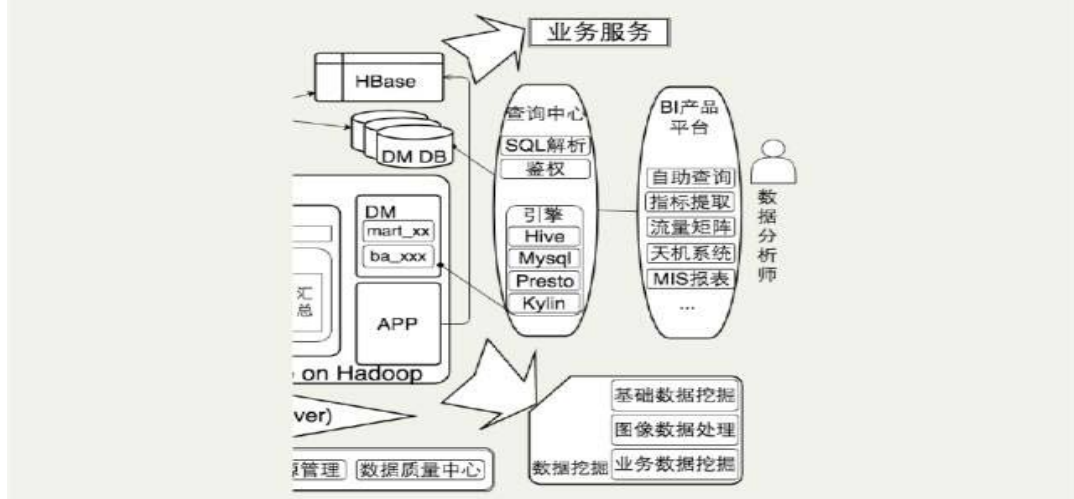 业务服务
HBase
DM DB
查询中心
SQL解析
鉴权
引擎
Hive
Mysql
Presto
Kylin
BI产品
平台
自助查询
指标提取
流量矩阵
天机系统
MIS报表
...
数据分析师
DM
mart_xx
ba_xxx
汇总
APP
on Hadoop
ver)
管理
数据质量中心
数据挖掘
基础数据挖掘
图像数据处理
业务数据挖掘